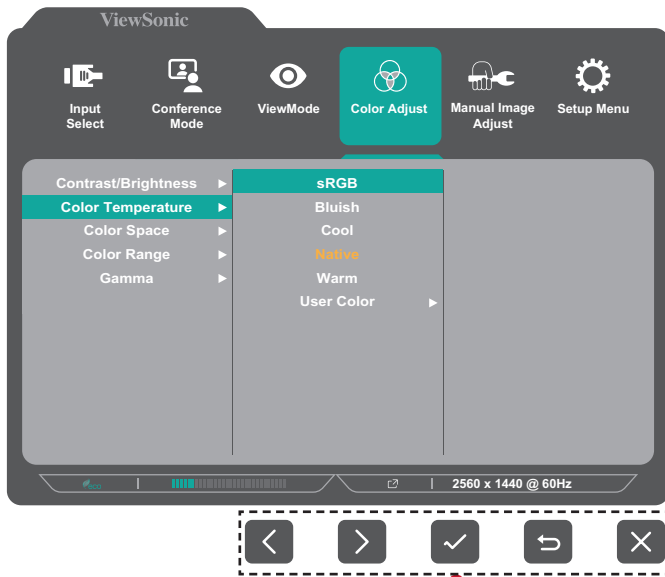 ViewSonic
Input Select
Conference Mode
ViewMode
Color Adjust
Manual Image Adjust
Setup Menu
Contrast/Brightness
Color Temperature
Color Space
Color Range
Gamma
sRGB
Bluish
Cool
Native
Warm
User Color
eco
2560 x 1440 @ 60Hz